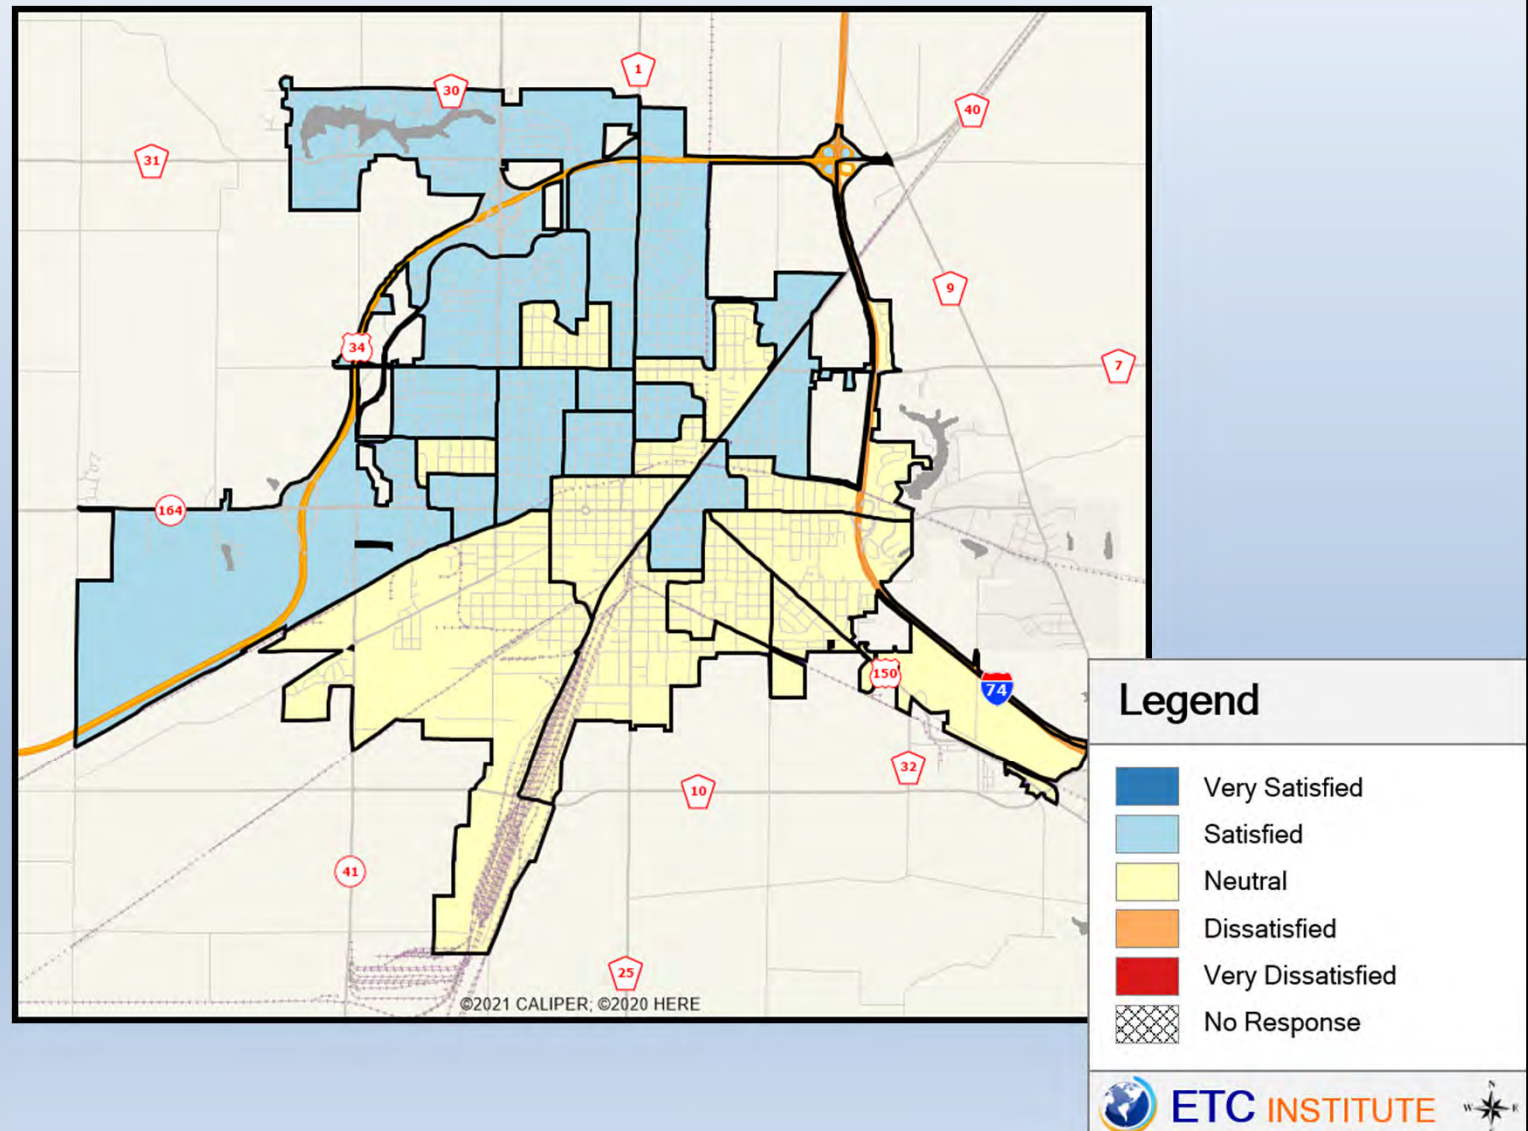 1
30
40
31
9
34
7
164
150
74
32
10
41
25
©2021 CALIPER; ©2020 HERE
Legend
Very Satisfied
Satisfied
Neutral
Dissatisfied
Very Dissatisfied
No Response
ETC INSTITUTE
N
W E